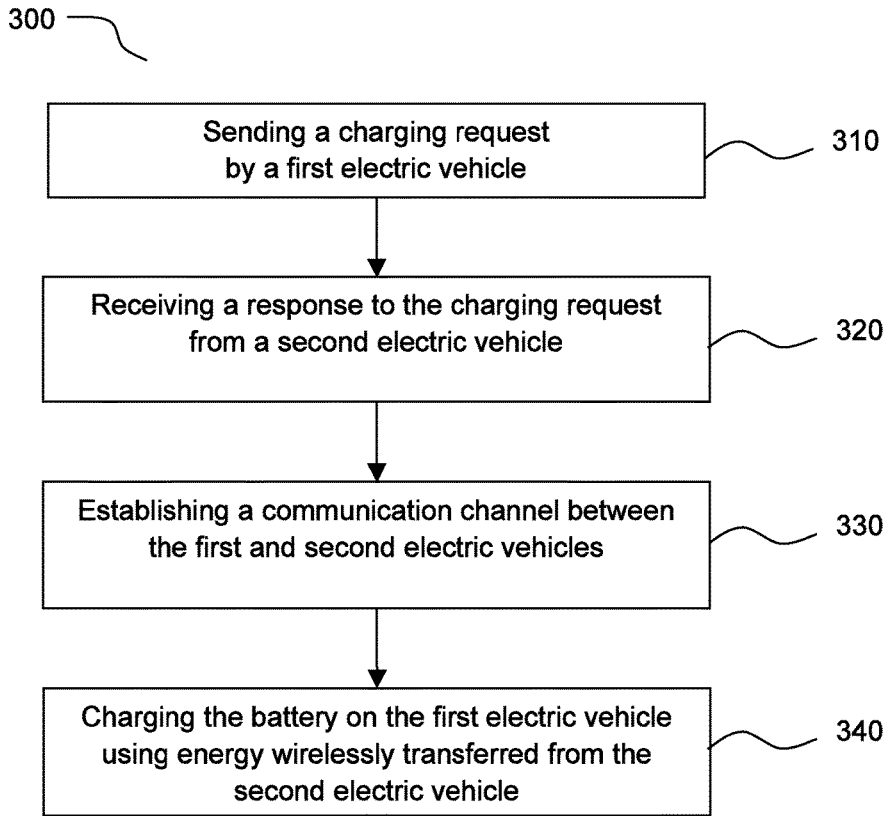 300
Sending a charging request
by a first electric vehicle
310
Receiving a response to the charging request
from a second electric vehicle
320
Establishing a communication channel between
the first and second electric vehicles
330
Charging the battery on the first electric vehicle
using energy wirelessly transferred from the
second electric vehicle
340